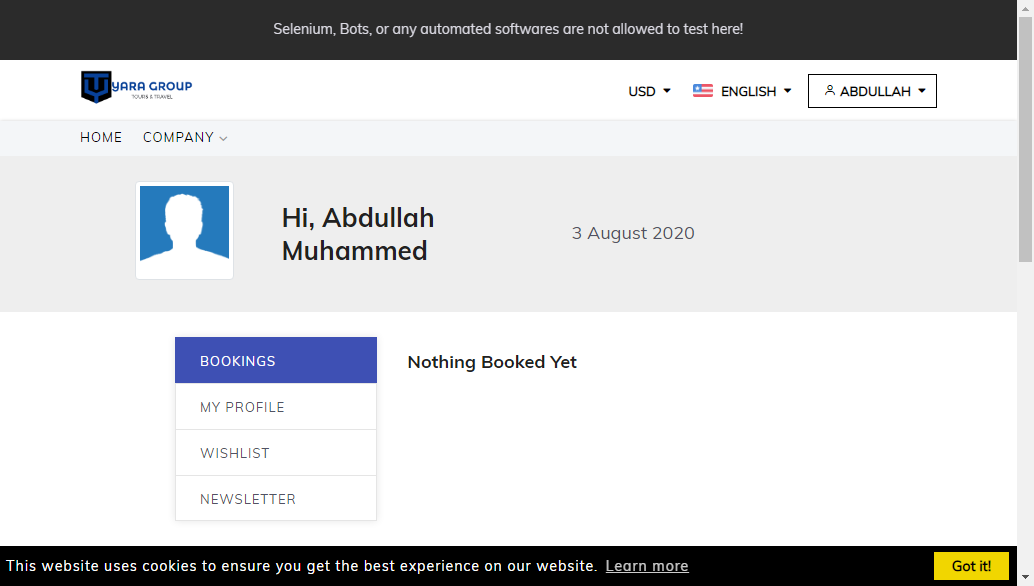 Selenium, Bots, or any automated softwares are not allowed to test here!
YARA GROUP
TOURS & TRAVEL
USD
ENGLISH
ABDULLAH
HOME
COMPANY
Hi, Abdullah
Muhammed
3 August 2020
BOOKINGS
Nothing Booked Yet
MY PROFILE
WISHLIST
NEWSLETTER
This website uses cookies to ensure you get the best experience on our website. Learn more
Got it!